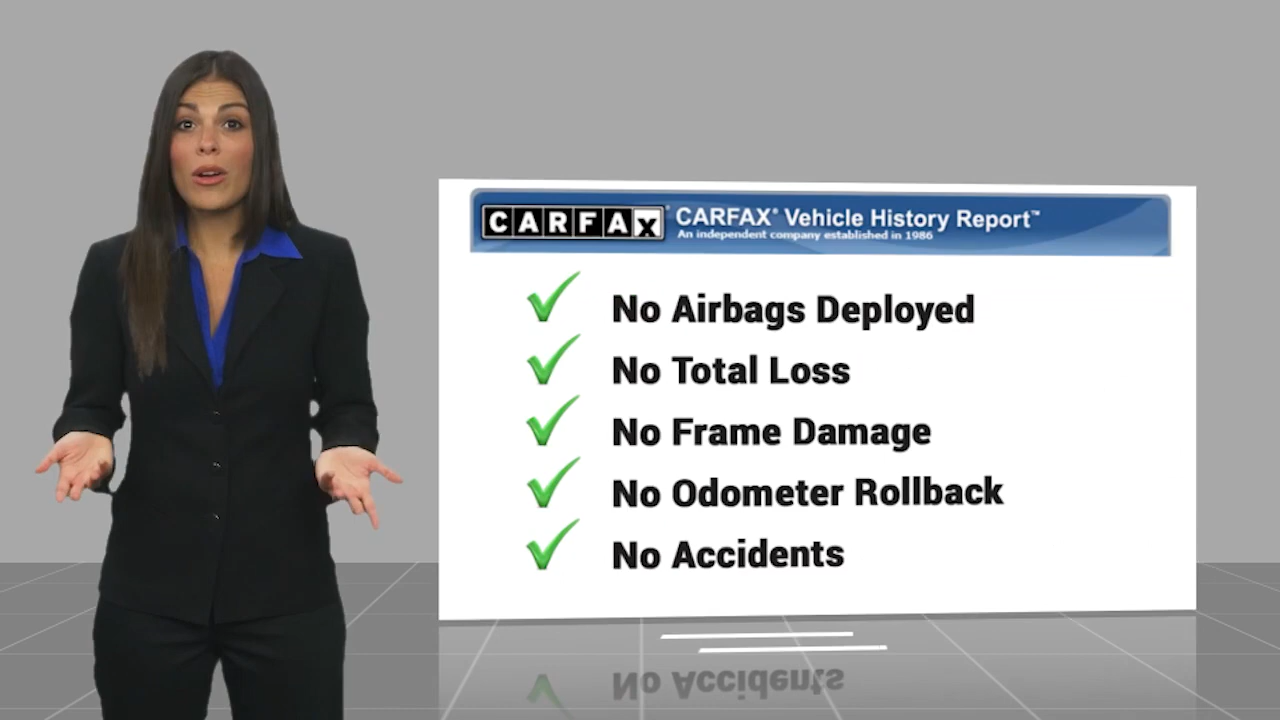 CARFAX® CARFAX® Vehicle History Report™
An independent company established in 1986
No Airbags Deployed
No Total Loss
No Frame Damage
No Odometer Rollback
No Accidents
No Accidents